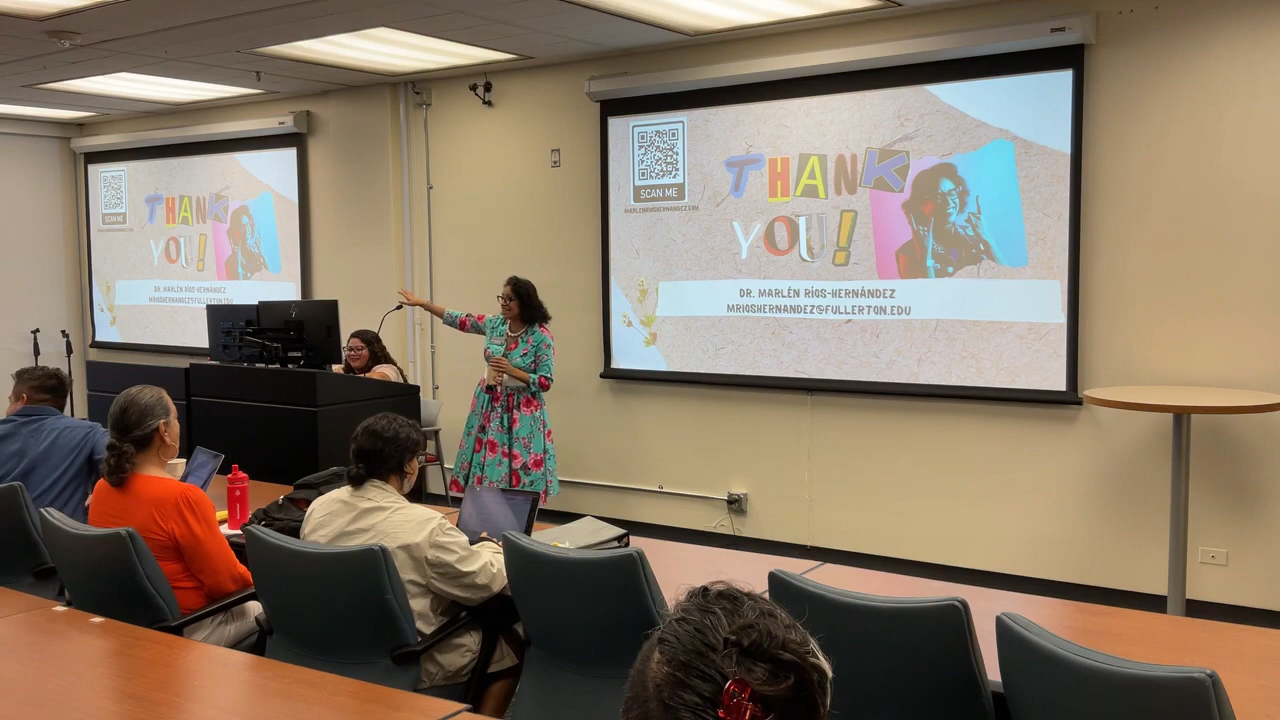 SCAN ME
THANK
YOU!
DR. MARLÉN RÍOS-HERNÁNDEZ
MRIOSHERNANDEZ@FULLERTON.EDU
SCAN ME
MARLENRIOSHERNANDEZ.COM
THANK
YOU!
DR. MARLÉN RÍOS-HERNÁNDEZ
MRIOSHERNANDEZ@FULLERTON.EDU